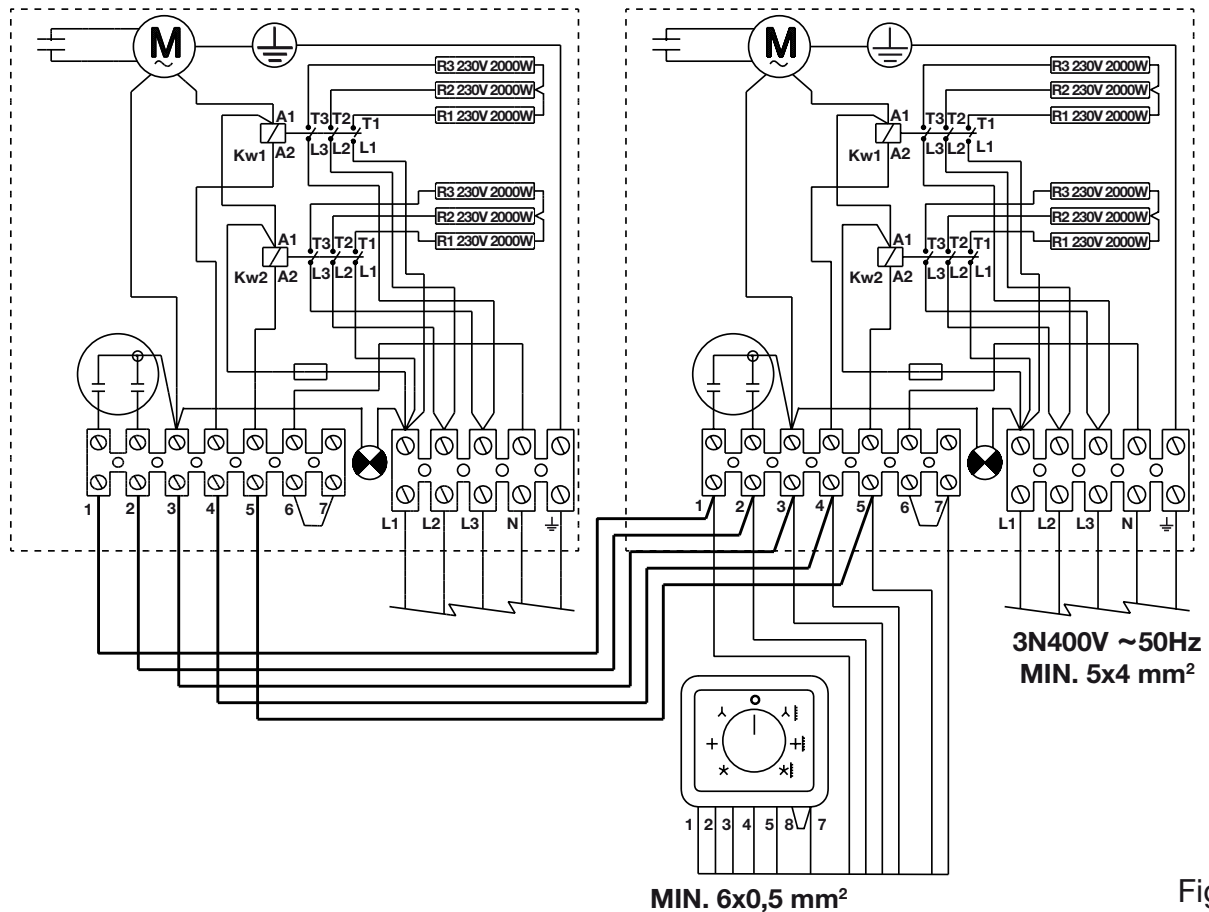 M
~
R3 230V 2000W
R2 230V 2000W
R1 230V 2000W
A1
T3 T2 T1
Kw1 A2 L3 L2 L1
R3 230V 2000W
R2 230V 2000W
R1 230V 2000W
A1
T3 T2 T1
Kw2 A2 L3 L2 L1
1 2 3 4 5 6 7
L1 L2 L3 N
M
~
R3 230V 2000W
R2 230V 2000W
R1 230V 2000W
A1
T3 T2 T1
Kw1 A2 L3 L2 L1
R3 230V 2000W
R2 230V 2000W
R1 230V 2000W
A1
T3 T2 T1
Kw2 A2 L3 L2 L1
1 2 3 4 5 6 7
L1 L2 L3 N
3N400V ~50Hz
MIN. 5x4 mm²
1 2 3 4 5 8 7
MIN. 6x0,5 mm²
Fig